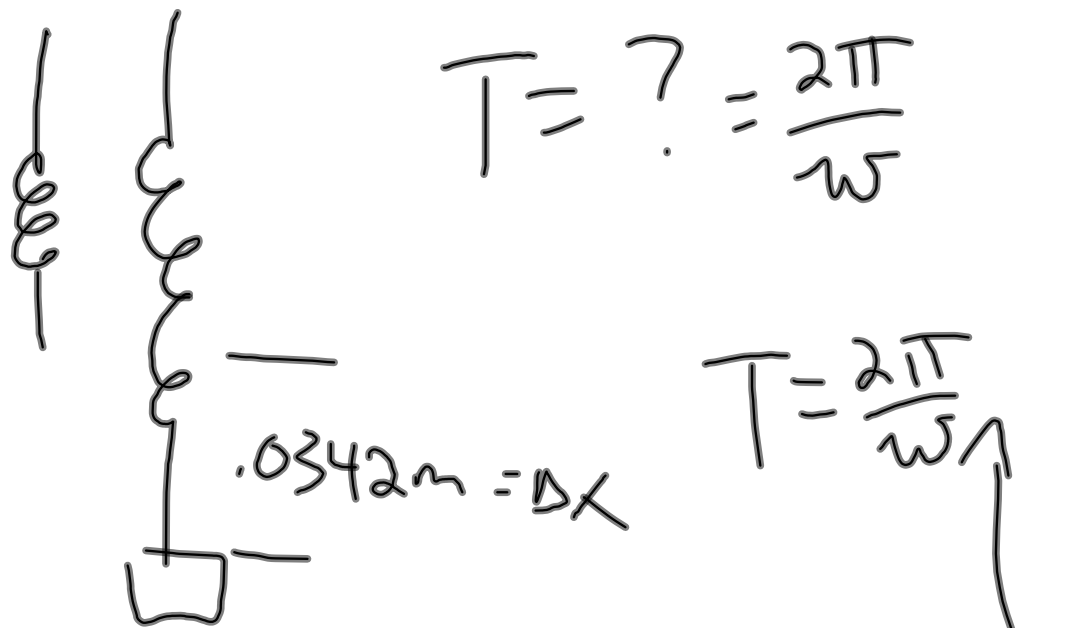 T = ? = 2π/ω
.0342m = Δx
T = 2π/ω